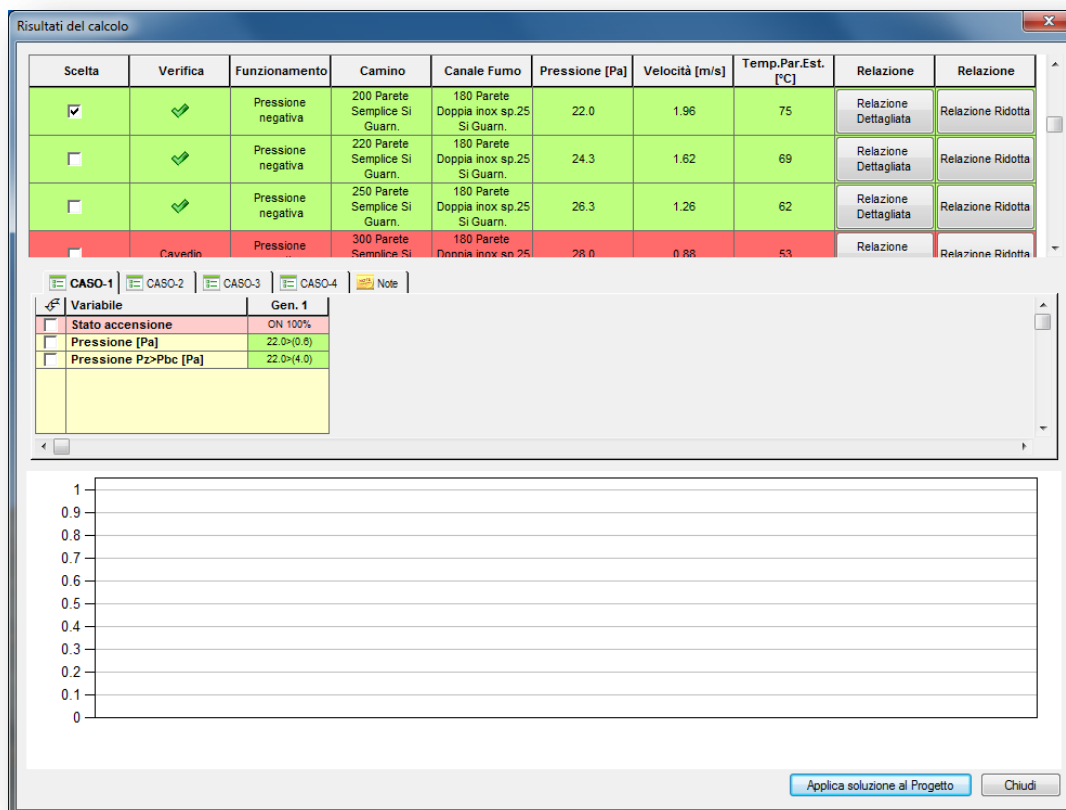 Risultati del calcolo
Scelta Verifica Funzionamento Camino Canale Fumo Pressione [Pa] Velocità [m/s] Temp.Par.Est. [°C] Relazione Relazione
Pressione negativa 200 Parete Semplice Si Guarn. 180 Parete Doppia inox sp.25 Si Guarn. 22.0 1.96 75 Relazione Dettagliata Relazione Ridotta
Pressione negativa 220 Parete Semplice Si Guarn. 180 Parete Doppia inox sp.25 Si Guarn. 24.3 1.62 69 Relazione Dettagliata Relazione Ridotta
Pressione negativa 250 Parete Semplice Si Guarn. 180 Parete Doppia inox sp.25 Si Guarn. 26.3 1.26 62 Relazione Dettagliata Relazione Ridotta
Cavedio Pressione 300 Parete Semplice Si 180 Parete Doppia inox sp.25 28.0 0.88 53 Relazione Relazione Ridotta
CASO-1 CASO-2 CASO-3 CASO-4 Note
Variabile Gen. 1
Stato accensione ON 100%
Pressione [Pa] 22.0>(0.6)
Pressione Pz>Pbc [Pa] 22.0>(4.0)
1
0.9
0.8
0.7
0.6
0.5
0.4
0.3
0.2
0.1
0
Applica soluzione al Progetto Chiudi